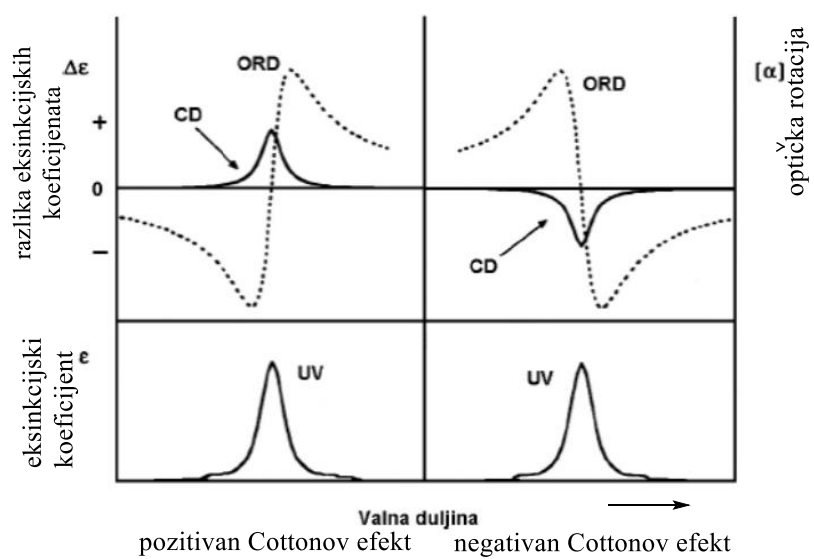 razlika eksinkcijskih
koeficijenata
Δε
+
0
−
CD
ORD
ORD
CD
[α]
optička rotacija
eksinkcijski
koeficijent
ε
UV
UV
Valna duljina
pozitivan Cottonov efekt
negativan Cottonov efekt